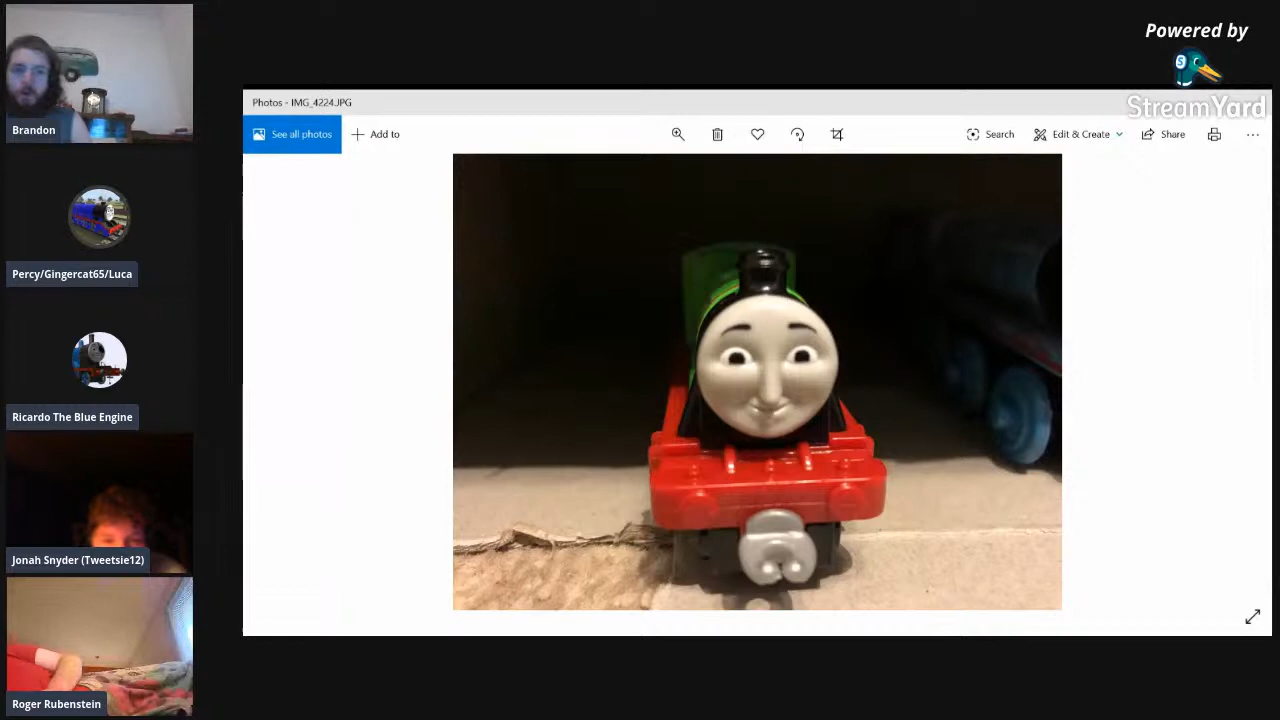 Powered by
StreamYard
Brandon
Percy/Gingercat65/Luca
Ricardo The Blue Engine
Jonah Snyder (Tweetsie12)
Roger Rubenstein
Photos - IMG_4224.JPG
See all photos
Add to
Search
Edit & Create
Share